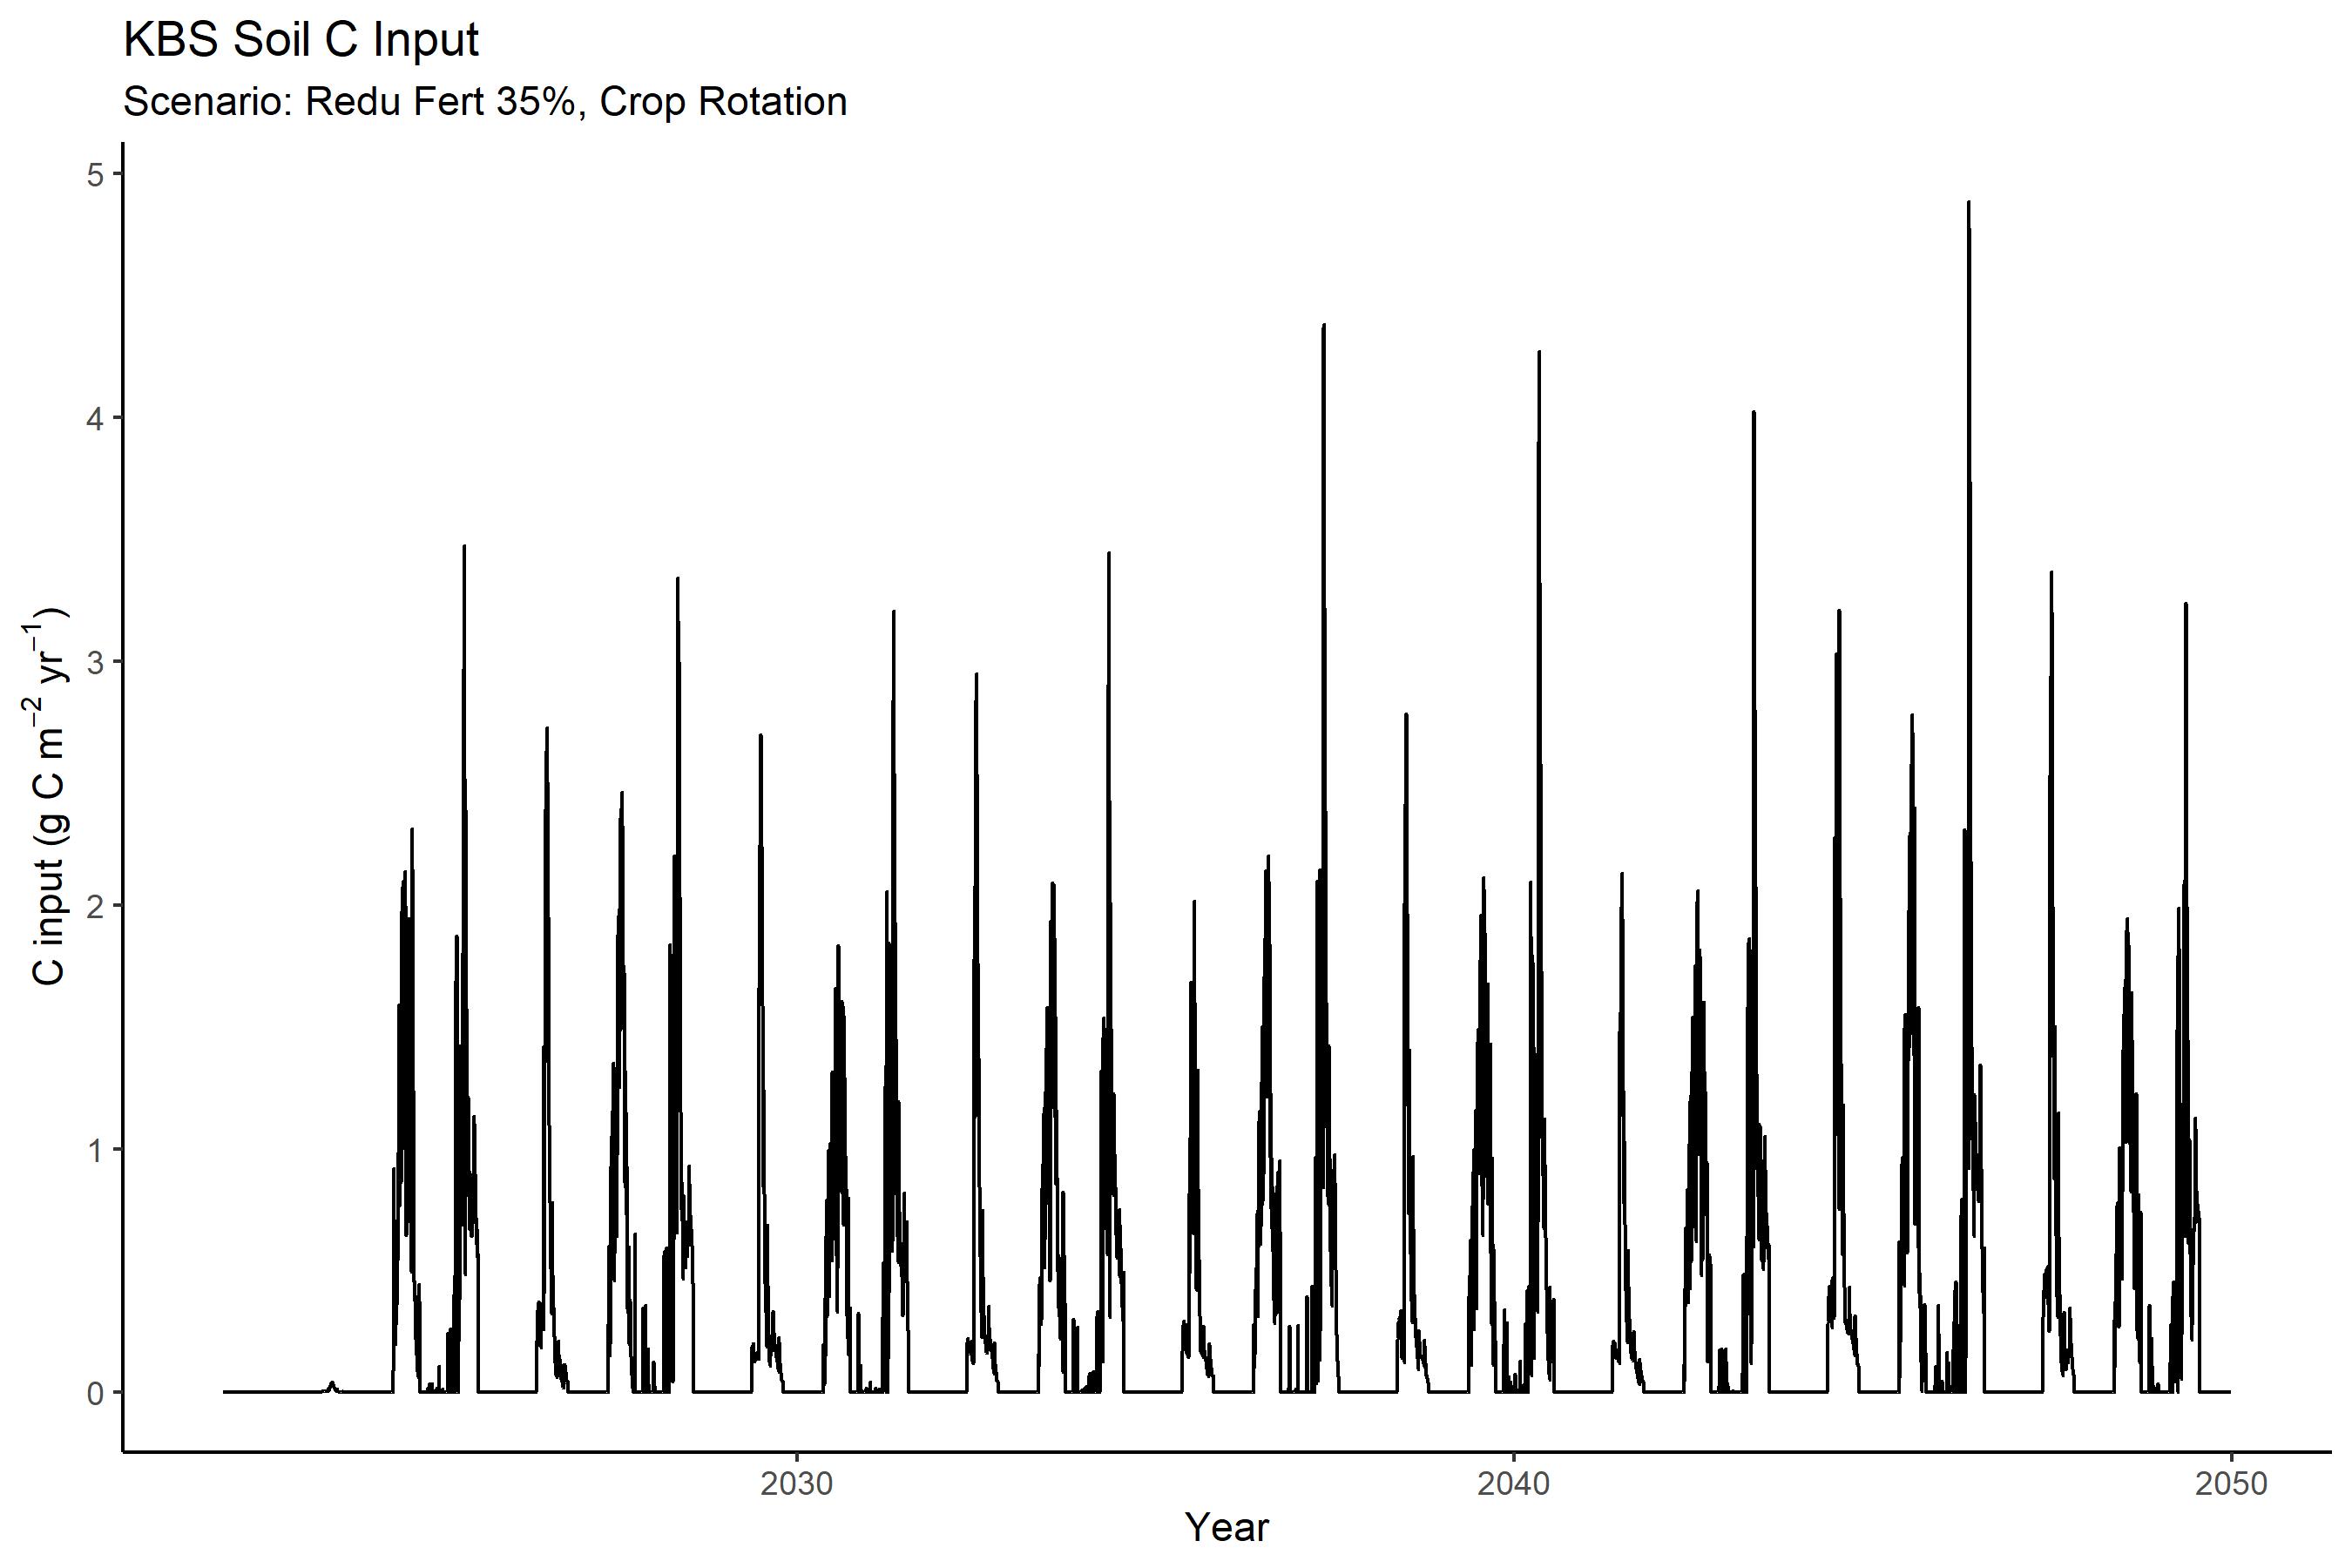 KBS Soil C Input
Scenario: Redu Fert 35%, Crop Rotation
5
4
3
2
1
0
C input (g C m⁻² yr⁻¹)
2030
2040
2050
Year